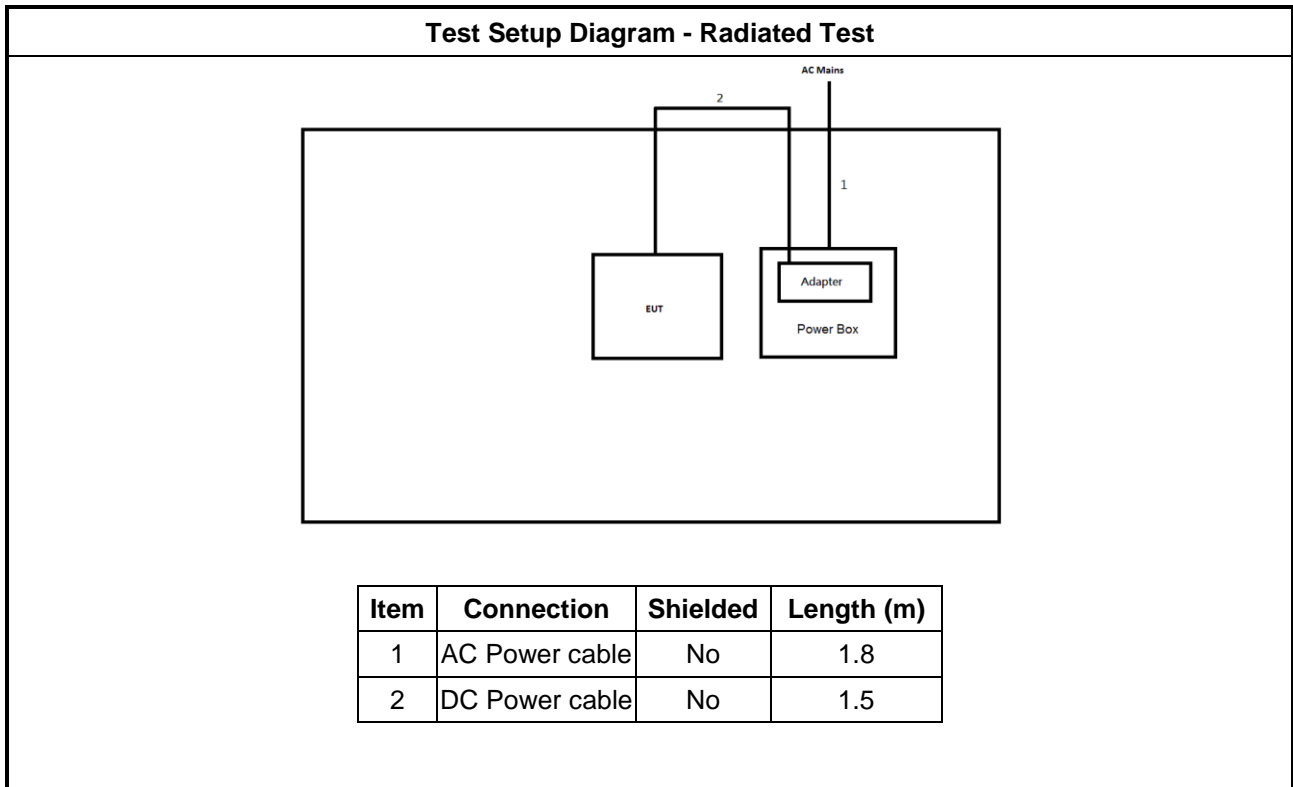 Test Setup Diagram - Radiated Test
AC Mains
2
1
Adapter
EUT
Power Box
Item Connection Shielded Length (m)
1 AC Power cable No 1.8
2 DC Power cable No 1.5